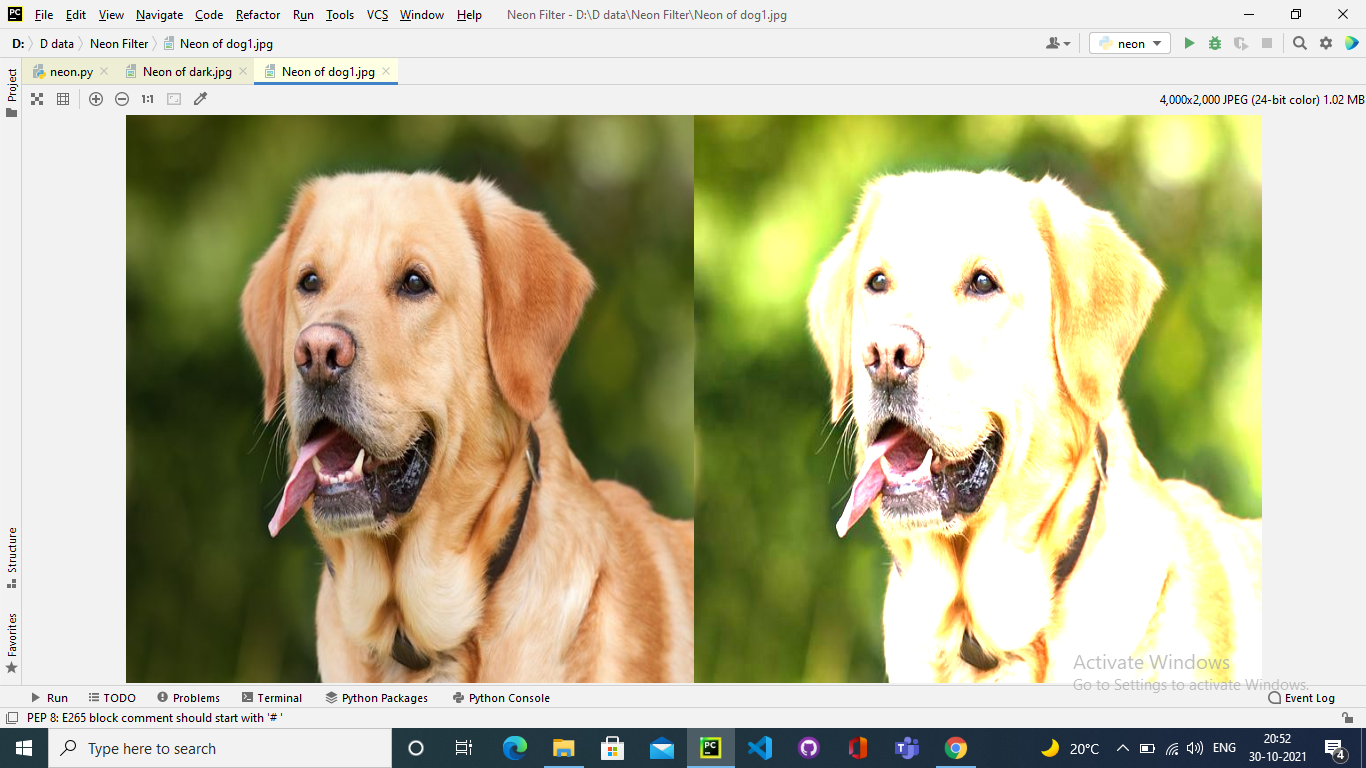 PC File Edit View Navigate Code Refactor Run Tools VCS Window Help Neon Filter - D:\D data\Neon Filter\Neon of dog1.jpg
D: D data Neon Filter Neon of dog1.jpg neon
neon.py Neon of dark.jpg Neon of dog1.jpg
1:1 4,000x2,000 JPEG (24-bit color) 1.02 MB
Project
Structure
Favorites
Activate Windows
Go to Settings to activate Windows.
Run TODO Problems Terminal Python Packages Python Console Event Log
PEP 8: E265 block comment should start with '# '
Type here to search PC 20°C ENG 20:52
30-10-2021 4